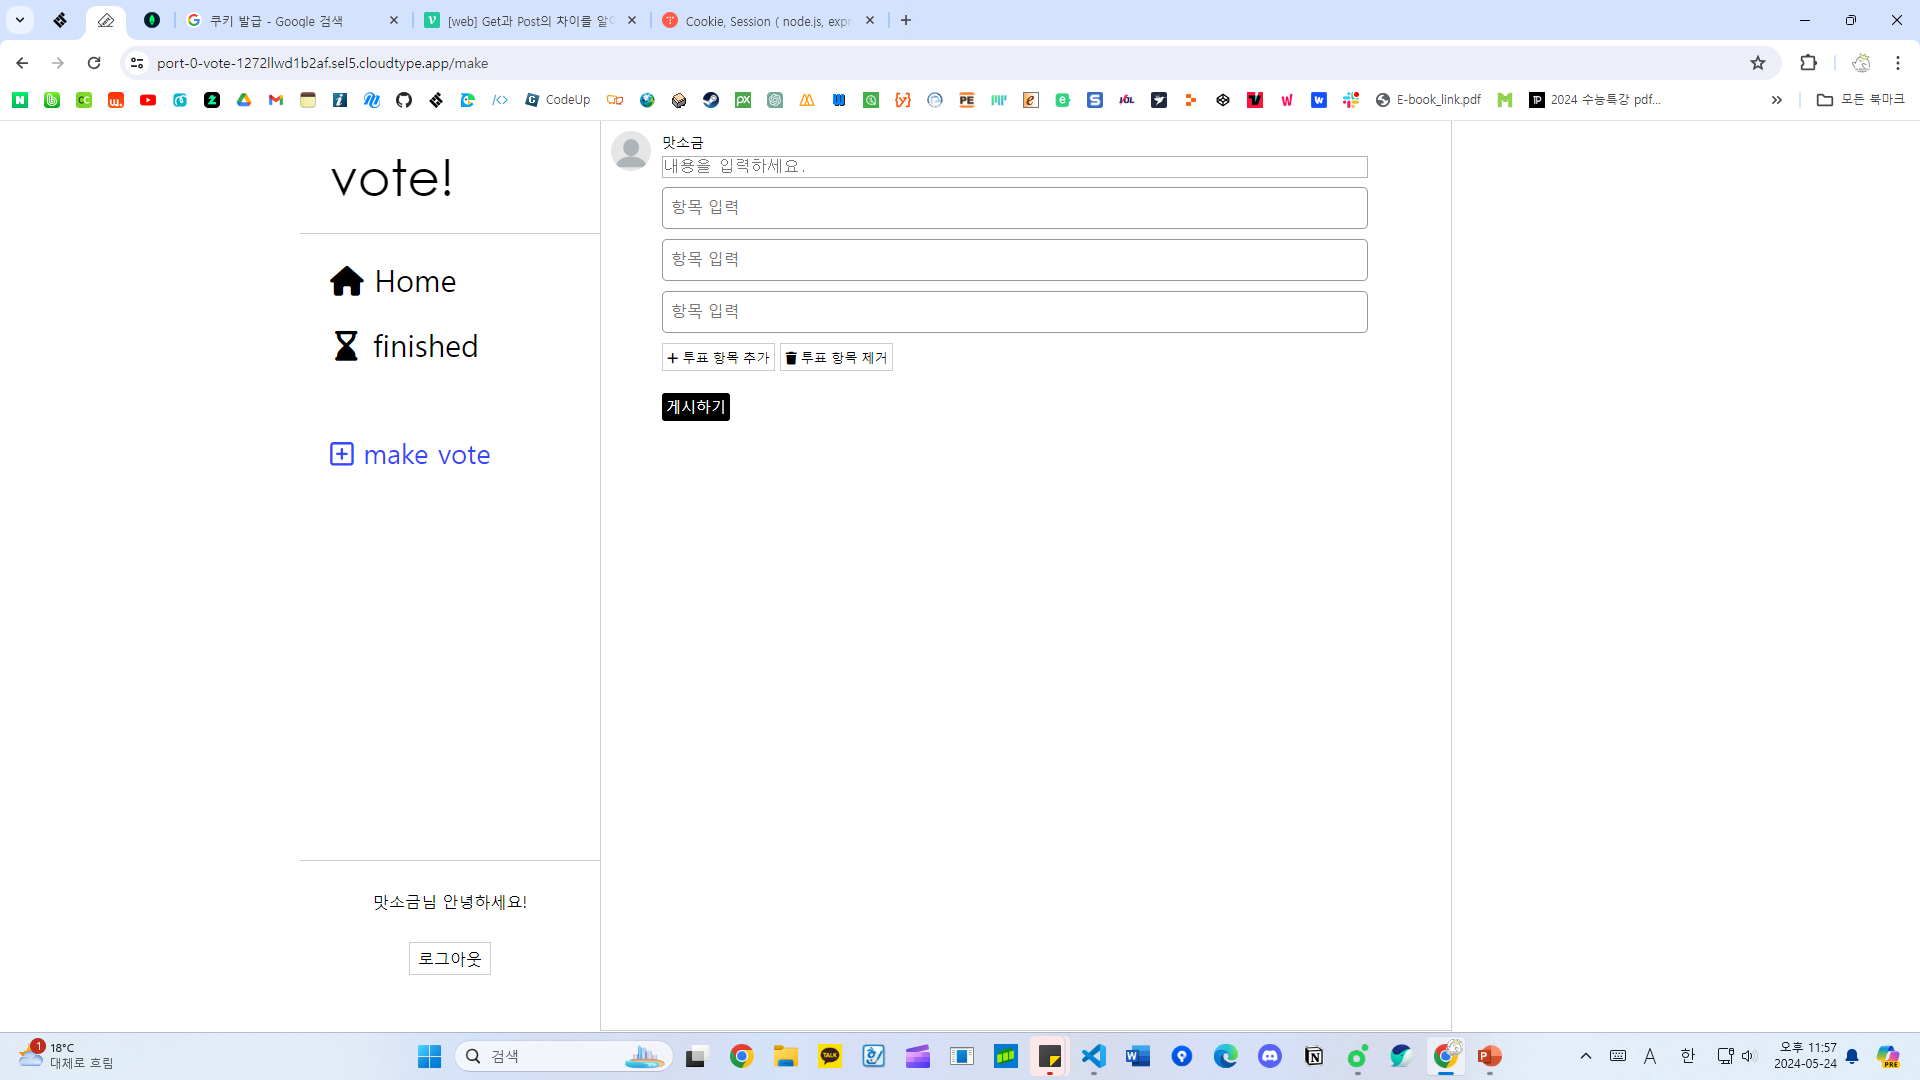 쿠키 발급 - Google 검색
[web] Get과 Post의 차이를 알
Cookie, Session ( node.js, expr
port-0-vote-1272llwd1b2af.sel5.cloudtype.app/make
CodeUp
E-book_link.pdf
2024 수능특강 pdf...
모든 북마크
vote!
Home
finished
make vote
맛소금님 안녕하세요!
로그아웃
맛소금
내용을 입력하세요.
항목 입력
항목 입력
항목 입력
투표 항목 추가
투표 항목 제거
게시하기
1
18°C
대체로 흐림
검색
A
한
오후 11:57
2024-05-24